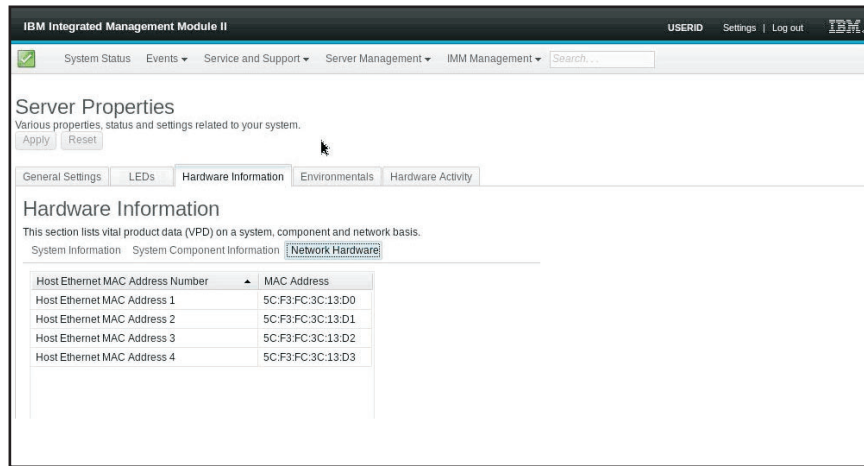 IBM Integrated Management Module II
USERID Settings | Log out IBM.
System Status Events Service and Support Server Management IMM Management Search...
Server Properties
Various properties, status and settings related to your system.
Apply Reset
General Settings LEDs Hardware Information Environmentals Hardware Activity
Hardware Information
This section lists vital product data (VPD) on a system, component and network basis.
System Information System Component Information Network Hardware
Host Ethernet MAC Address Number MAC Address
Host Ethernet MAC Address 1 5C:F3:FC:3C:13:D0
Host Ethernet MAC Address 2 5C:F3:FC:3C:13:D1
Host Ethernet MAC Address 3 5C:F3:FC:3C:13:D2
Host Ethernet MAC Address 4 5C:F3:FC:3C:13:D3